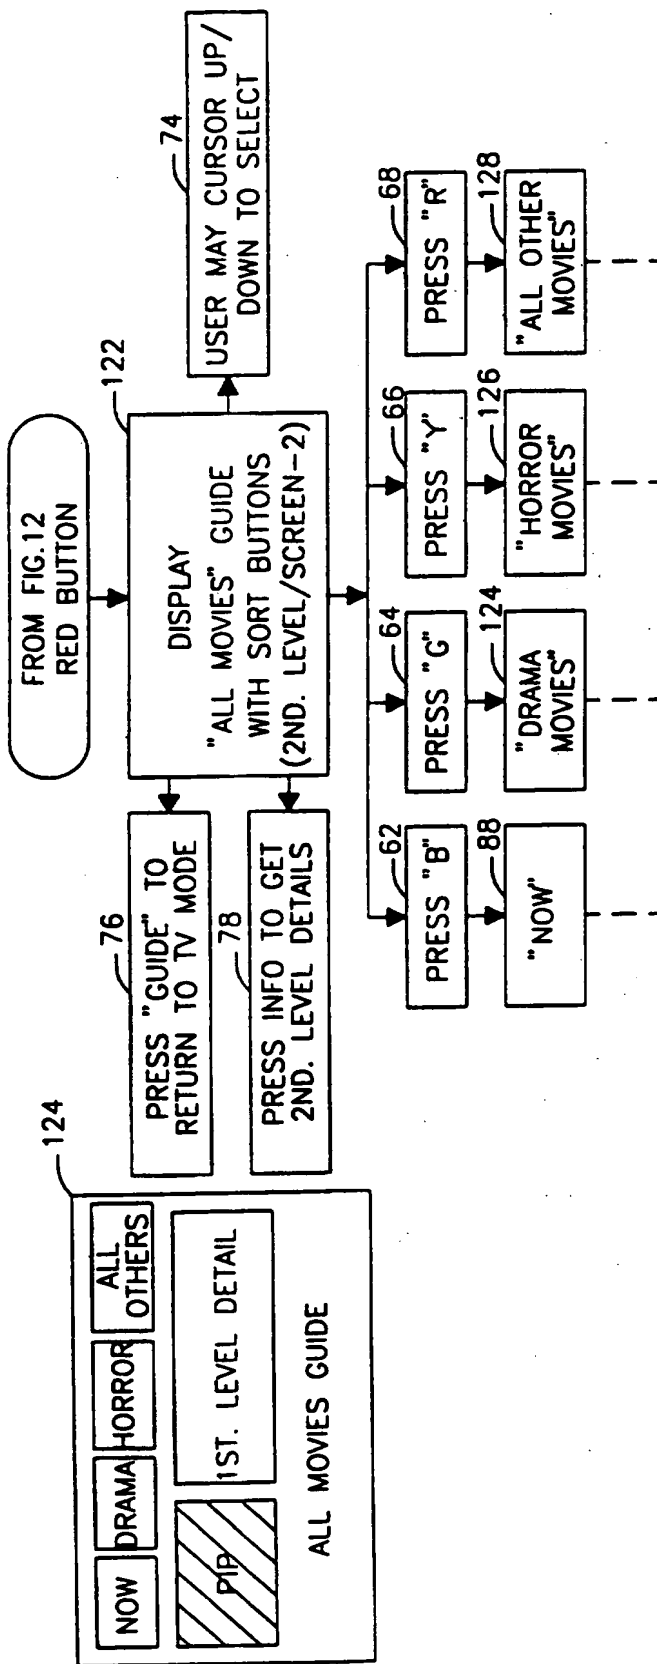 FROM FIG.12
RED BUTTON
122
DISPLAY
"ALL MOVIES" GUIDE
WITH SORT BUTTONS
(2ND. LEVEL/SCREEN-2)
74
USER MAY CURSOR UP/
DOWN TO SELECT
76
PRESS "GUIDE" TO
RETURN TO TV MODE
78
PRESS INFO TO GET
2ND. LEVEL DETAILS
124
NOW
DRAMA
HORROR
ALL
OTHERS
PIP
1ST. LEVEL DETAIL
ALL MOVIES GUIDE
62
PRESS "B"
64
PRESS "G"
66
PRESS "Y"
68
PRESS "R"
88
"NOW"
124
"DRAMA
MOVIES"
126
"HORROR
MOVIES"
128
"ALL OTHER
MOVIES"